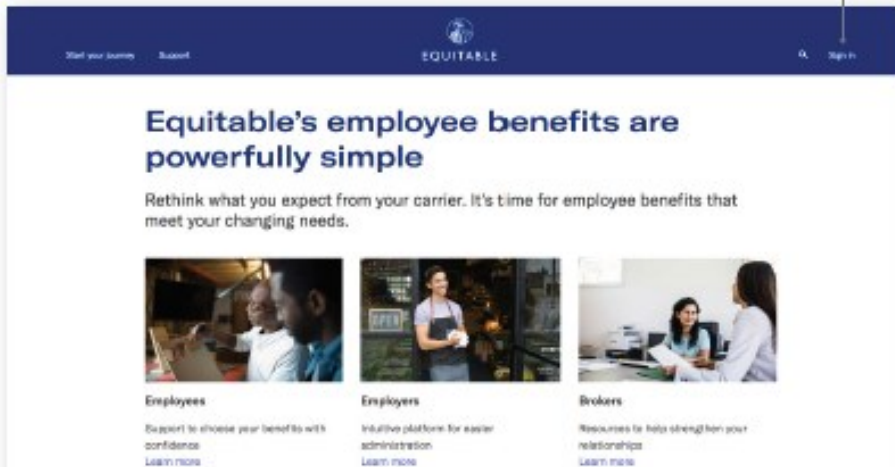 Start your journey
Support
EQUITABLE
Sign in
Equitable's employee benefits are
powerfully simple
Rethink what you expect from your carrier. It's time for employee benefits that
meet your changing needs.
OPEN
Employees
Employers
Brokers
Support to choose your benefits with
confidence
Learn more
Intuitive platform for easier
administration
Learn more
Resources to help strengthen your
relationships
Learn more